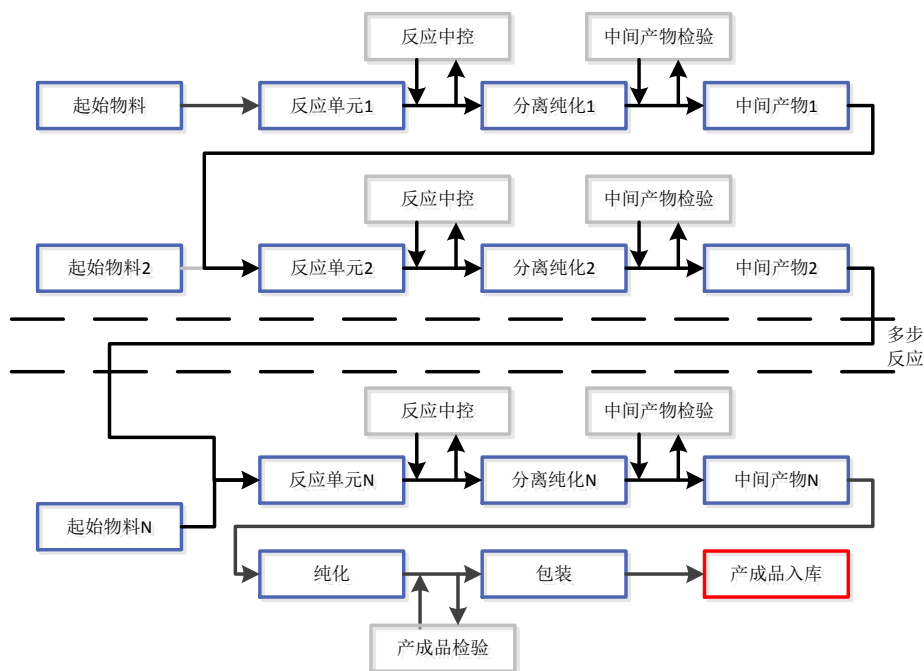 反应中控
中间产物检验
起始物料
反应单元1
分离纯化1
中间产物1
反应中控
中间产物检验
起始物料2
反应单元2
分离纯化2
中间产物2
多步
反应
反应中控
中间产物检验
反应单元N
分离纯化N
中间产物N
起始物料N
纯化
包装
产成品入库
产成品检验